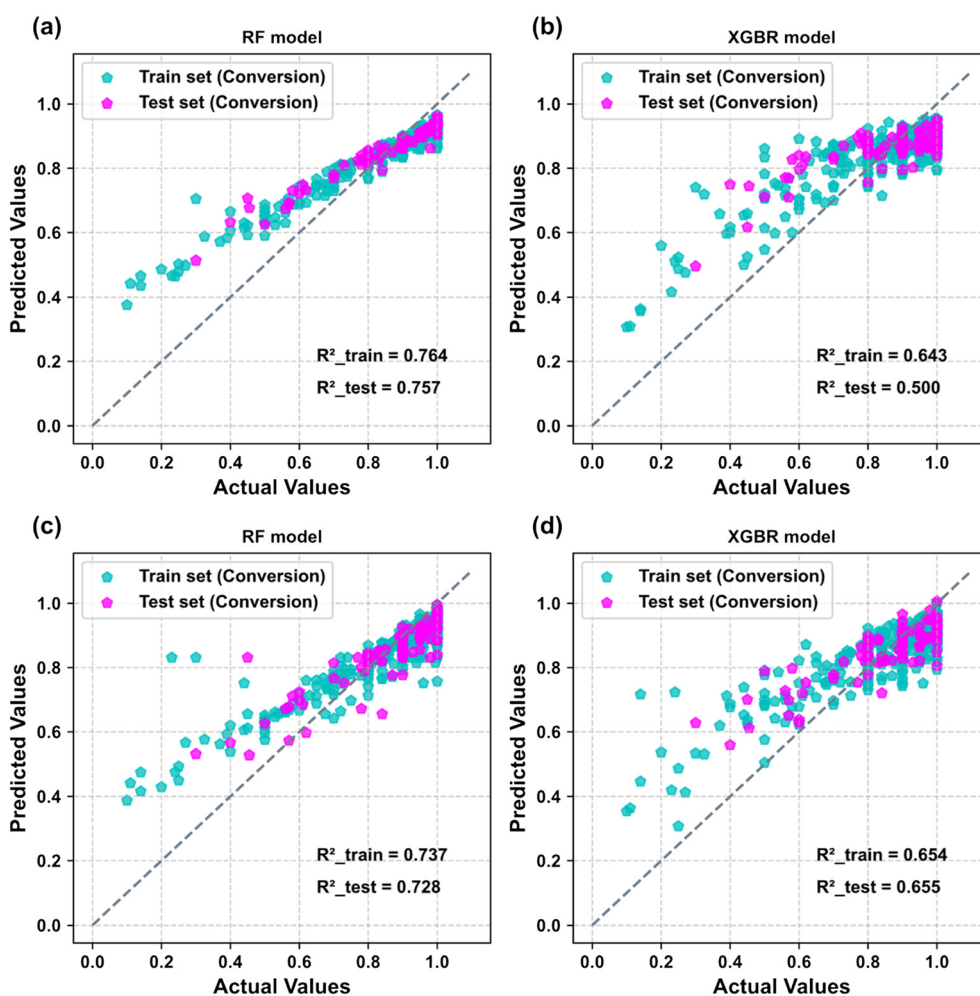 (a)
RF model
Train set (Conversion)
Test set (Conversion)
Predicted Values
1.0
0.8
0.6
0.4
0.2
0.0
R²_train = 0.764
R²_test = 0.757
0.0 0.2 0.4 0.6 0.8 1.0
Actual Values
(b)
XGBR model
Train set (Conversion)
Test set (Conversion)
Predicted Values
1.0
0.8
0.6
0.4
0.2
0.0
R²_train = 0.643
R²_test = 0.500
0.0 0.2 0.4 0.6 0.8 1.0
Actual Values
(c)
RF model
Train set (Conversion)
Test set (Conversion)
Predicted Values
1.0
0.8
0.6
0.4
0.2
0.0
R²_train = 0.737
R²_test = 0.728
0.0 0.2 0.4 0.6 0.8 1.0
Actual Values
(d)
XGBR model
Train set (Conversion)
Test set (Conversion)
Predicted Values
1.0
0.8
0.6
0.4
0.2
0.0
R²_train = 0.654
R²_test = 0.655
0.0 0.2 0.4 0.6 0.8 1.0
Actual Values